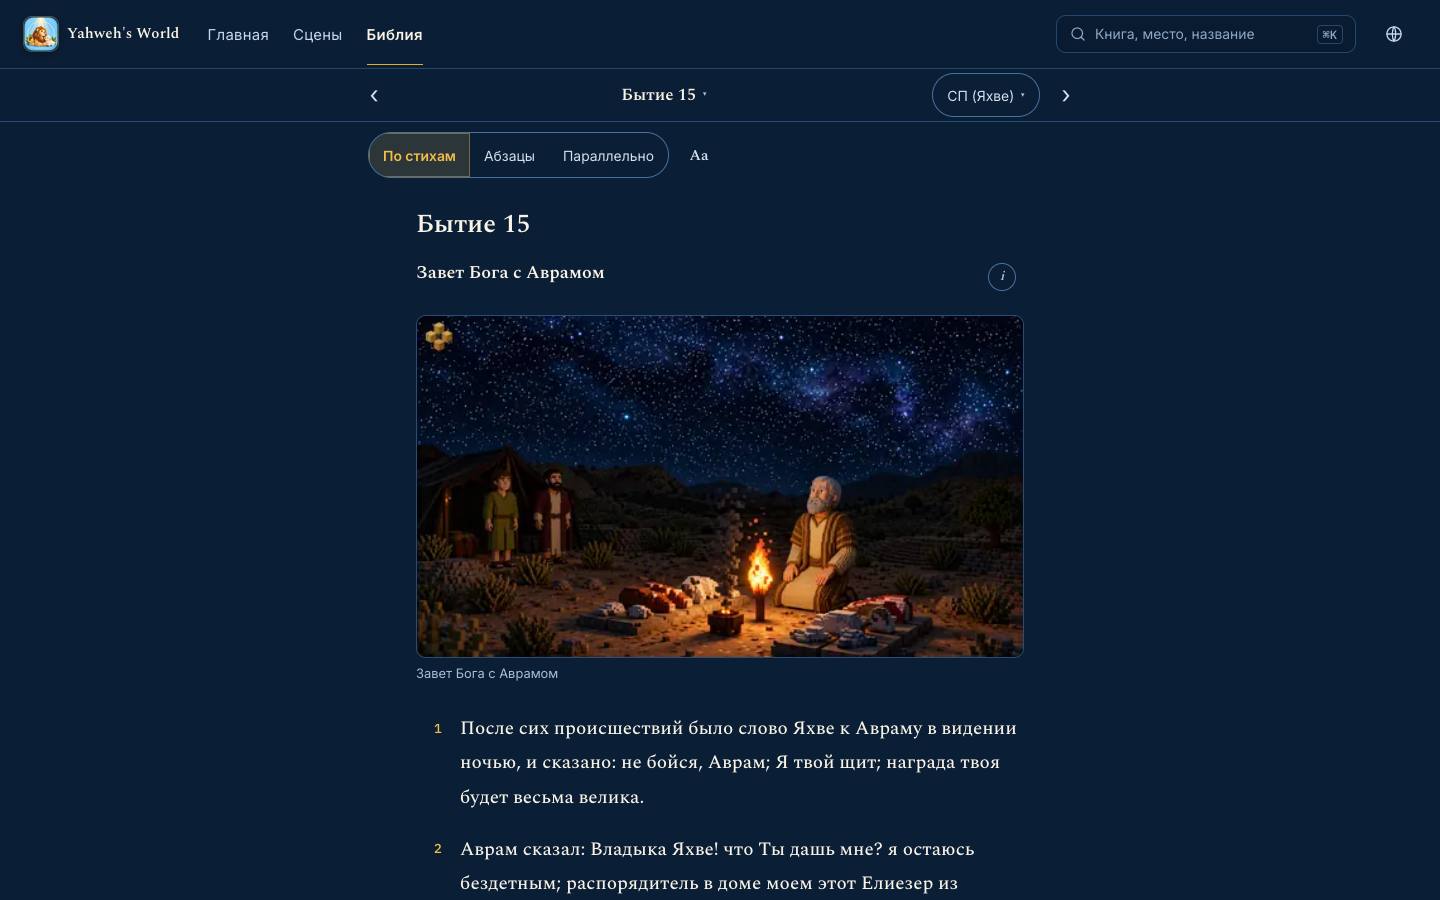 Yahweh's World
Главная
Сцены
Библия
Книга, место, название
⌘K
‹
Бытие 15
СП (Яхве)
›
По стихам
Абзацы
Параллельно
Aa
Бытие 15
Завет Бога с Аврамом
i
Завет Бога с Аврамом
1 После сих происшествий было слово Яхве к Авраму в видении
ночью, и сказано: не бойся, Аврам; Я твой щит; награда твоя
будет весьма велика.
2 Аврам сказал: Владыка Яхве! что Ты дашь мне? я остаюсь
бездетным; распорядитель в доме моем этот Елиезер из